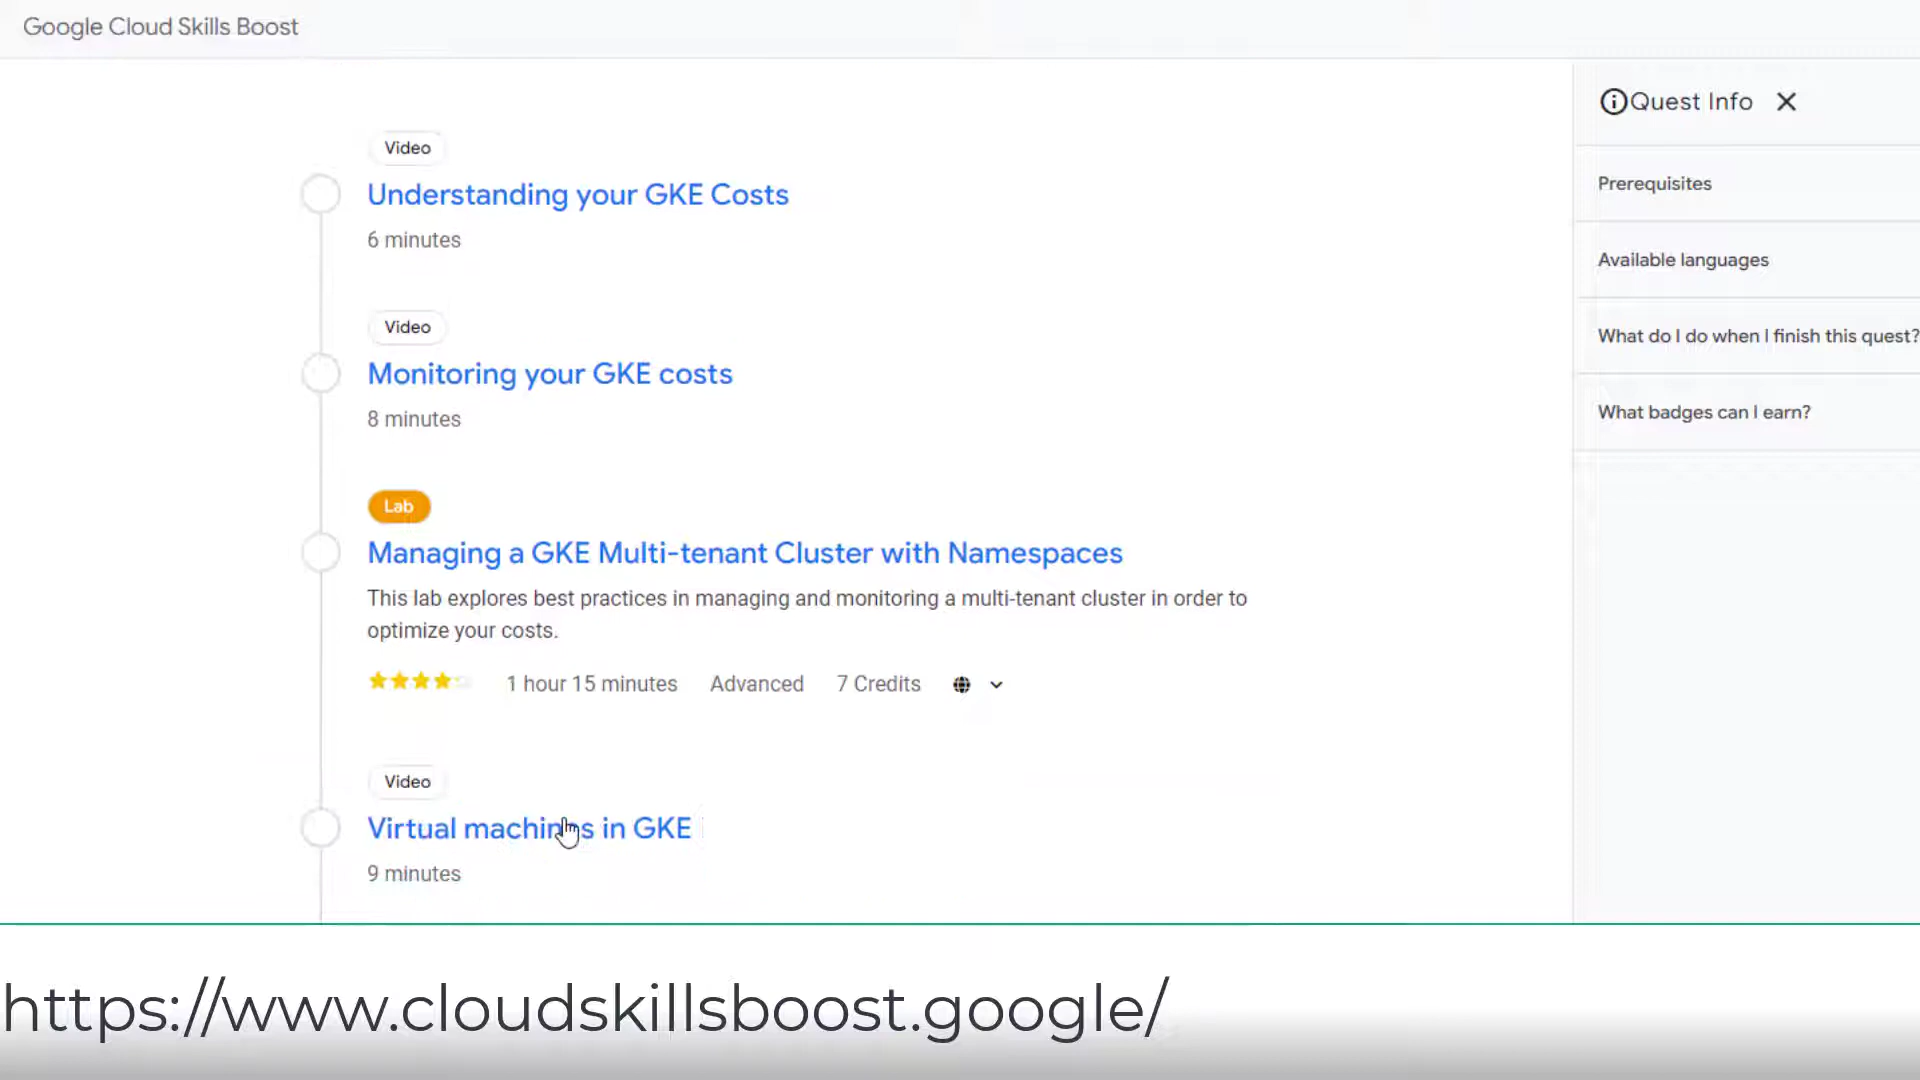 Google Cloud Skills Boost
Quest Info
Video
Understanding your GKE Costs
6 minutes
Prerequisites
Available languages
Video
Monitoring your GKE costs
8 minutes
What do I do when I finish this quest?
What badges can I earn?
Lab
Managing a GKE Multi-tenant Cluster with Namespaces
This lab explores best practices in managing and monitoring a multi-tenant cluster in order to
optimize your costs.
1 hour 15 minutes Advanced 7 Credits
Video
Virtual machines in GKE
9 minutes
https://www.cloudskillsboost.google/